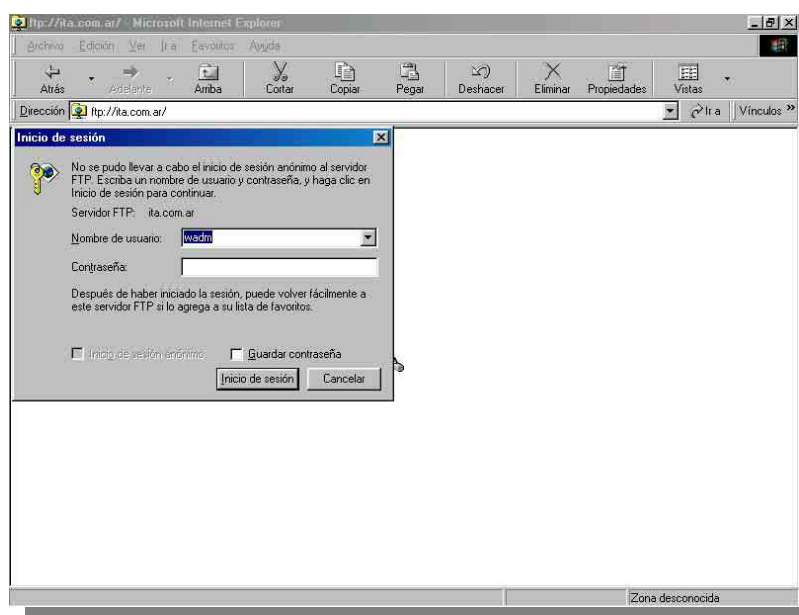 ftp://ita.com.ar/ - Microsoft Internet Explorer
Archivo Edición Ver Ir a Favoritos Ayuda
Atrás Adelante Arriba Cortar Copiar Pegar Deshacer Eliminar Propiedades Vistas
Dirección ftp://ita.com.ar/ Ir a Vínculos »
Inicio de sesión
No se pudo llevar a cabo el inicio de sesión anónimo al servidor
FTP. Escriba un nombre de usuario y contraseña, y haga clic en
Inicio de sesión para continuar.
Servidor FTP: ita.com.ar
Nombre de usuario: wadm
Contraseña:
Después de haber iniciado la sesión, puede volver fácilmente a
este servidor FTP si lo agrega a su lista de favoritos.
Inicio de sesión anónimo Guardar contraseña
Inicio de sesión Cancelar
Zona desconocida